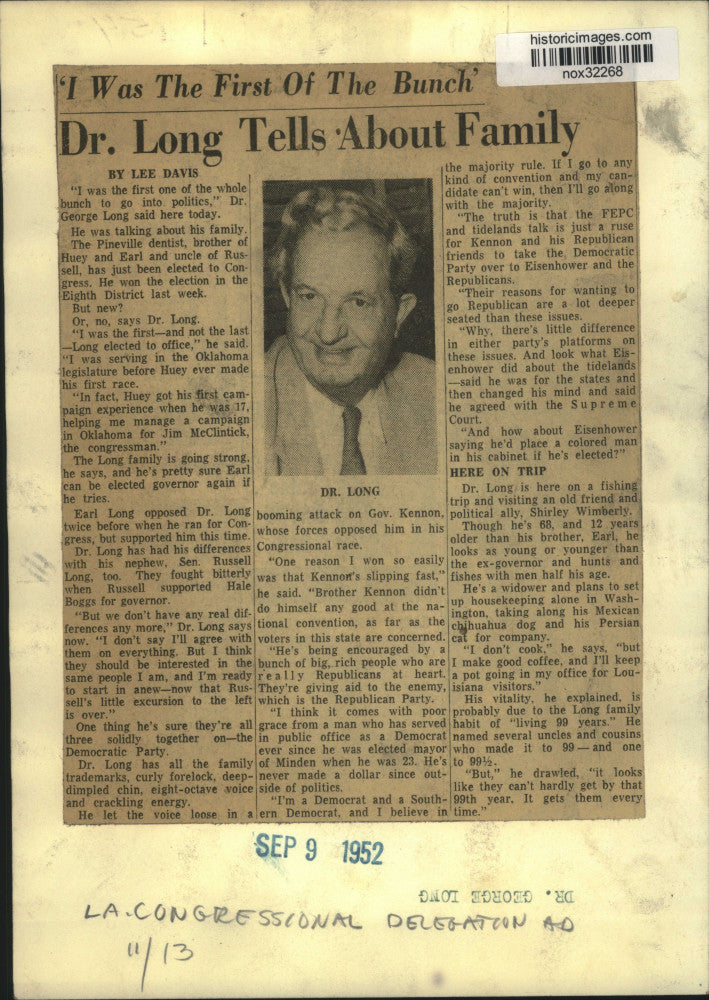 historicimages.com
nox32268
'I Was The First Of The Bunch'
Dr. Long Tells About Family
BY LEE DAVIS
"I was the first one of the whole
bunch to go into politics," Dr.
George Long said here today.
He was talking about his family.
The Pineville dentist, brother of
Huey and Earl and uncle of Rus-
sell, has just been elected to Con-
gress. He won the election in the
Eighth District last week.
But new?
Or, no, says Dr. Long.
"I was the first—and not the last
—Long elected to office," he said.
"I was serving in the Oklahoma
legislature before Huey ever made
his first race.
"In fact, Huey got his first cam-
paign experience when he was 17,
helping me manage a campaign
in Oklahoma for Jim McClintick,
the congressman."
The Long family is going strong,
he says, and he's pretty sure Earl
can be elected governor again if
he tries.
Earl Long opposed Dr. Long
twice before when he ran for Con-
gress, but supported him this time.
Dr. Long has had his differences
with his nephew, Sen. Russell
Long, too. They fought bitterly
when Russell supported Hale
Boggs for governor.
"But we don't have any real dif-
ferences any more," Dr. Long says
now. "I don't say I'll agree with
them on everything. But I think
they should be interested in the
same people I am, and I'm ready
to start in anew—now that Rus-
sell's little excursion to the left
is over."
One thing he's sure they're all
three solidly together on—the
Democratic Party.
Dr. Long has all the family
trademarks, curly forelock, deep-
dimpled chin, eight-octave voice
and crackling energy.
He let the voice loose in a
DR. LONG
booming attack on Gov. Kennon,
whose forces opposed him in his
Congressional race.
"One reason I won so easily
was that Kennon's slipping fast,"
he said. "Brother Kennon didn't
do himself any good at the na-
tional convention, as far as the
voters in this state are concerned.
"He's being encouraged by a
bunch of big, rich people who are
really Republicans at heart.
They're giving aid to the enemy,
which is the Republican Party.
"I think it comes with poor
grace from a man who has served
in public office as a Democrat
ever since he was elected mayor
of Minden when he was 23. He's
never made a dollar since out-
side of politics.
"I'm a Democrat and a South-
ern Democrat, and I believe in
the majority rule. If I go to any
kind of convention and my can-
didate can't win, then I'll go along
with the majority.
"The truth is that the FEPC
and tidelands talk is just a ruse
for Kennon and his Republican
friends to take the Democratic
Party over to Eisenhower and the
Republicans.
"Their reasons for wanting to
go Republican are a lot deeper
seated than these issues.
"Why, there's little difference
in either party's platforms on
these issues. And look what Eis-
enhower did about the tidelands
—said he was for the states and
then changed his mind and said
he agreed with the Supreme
Court.
"And how about Eisenhower
saying he'd place a colored man
in his cabinet if he's elected?"
HERE ON TRIP
Dr. Long is here on a fishing
trip and visiting an old friend and
political ally, Shirley Wimberly.
Though he's 68, and 12 years
older than his brother, Earl, he
looks as young or younger than
the ex-governor and hunts and
fishes with men half his age.
He's a widower and plans to set
up housekeeping alone in Wash-
ington, taking along his Mexican
chihuahua dog and his Persian
cat for company.
"I don't cook," he says, "but
I make good coffee, and I'll keep
a pot going in my office for Lou-
isiana visitors."
His vitality, he explained, is
probably due to the Long family
habit of "living 99 years." He
named several uncles and cousins
who made it to 99—and one
to 99½.
"But," he drawled, "it looks
like they can't hardly get by that
99th year. It gets them every
time."
SEP 9 1952
DR. GEORGE LONG
LA. CONGRESSIONAL DELEGATION AD
11/13